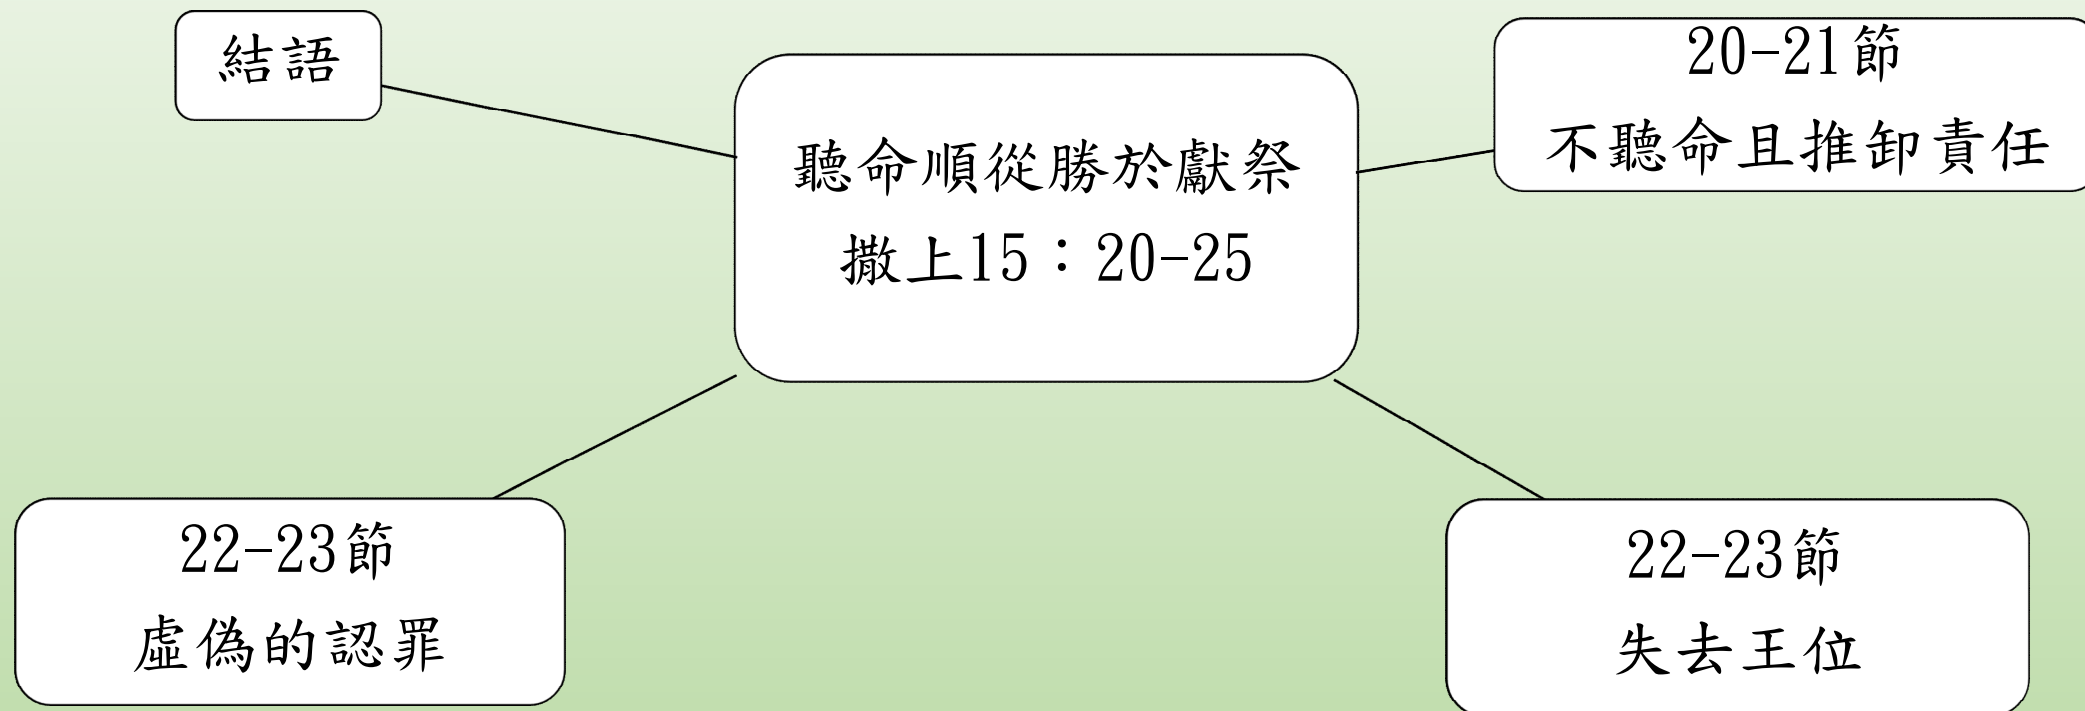 結語
聽命順從勝於獻祭
撒上15：20-25
20-21節
不聽命且推卸責任
22-23節
虛偽的認罪
22-23節
失去王位